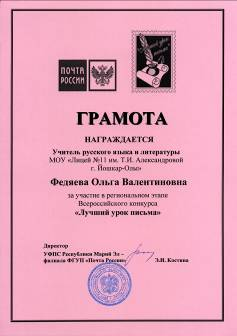 ПОЧТА
РОССИИ
ГРАМОТА
НАГРАЖДАЕТСЯ
Учитель русского языка и литературы
МОУ «Лицей №11 им. Т.И. Александровой
г. Йошкар-Олы»
Федяева Ольга Валентиновна
за участие в региональном этапе
Всероссийского конкурса
«Лучший урок письма»
Директор
УФПС Республики Марий Эл –
филиала ФГУП «Почта России»
Э.И. Костина